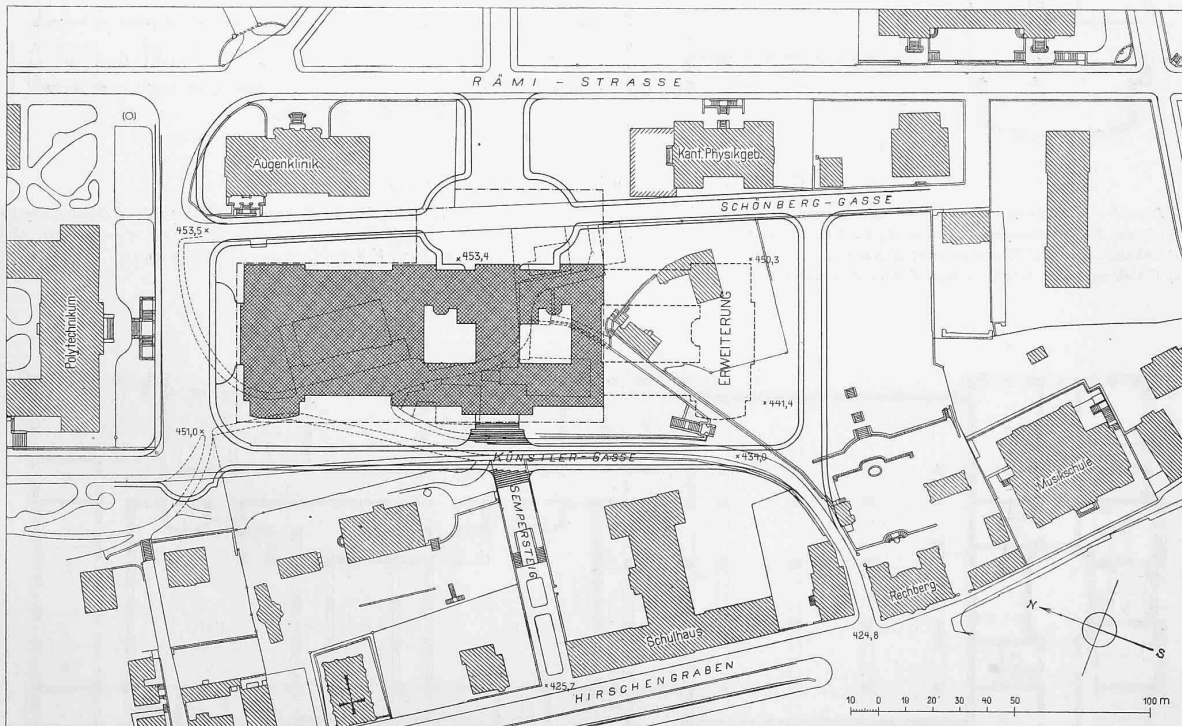 RÄMI - STRASSE
(O)
Augenklinik
Kant. Physikgeb.
SCHÖNBERG - GASSE
453,5×
×453,4
×450,3
Polytechnikum
ERWEITERUNG
×441,4
451,0×
KÜNSTLER - GASSE
×434,0
Musikschule
SEMPERSTEIG
Rechberg
Schulhaus
424,8
N
S
HIRSCHENGRABEN
×425,7
10 0 10 20 30 40 50 100 m